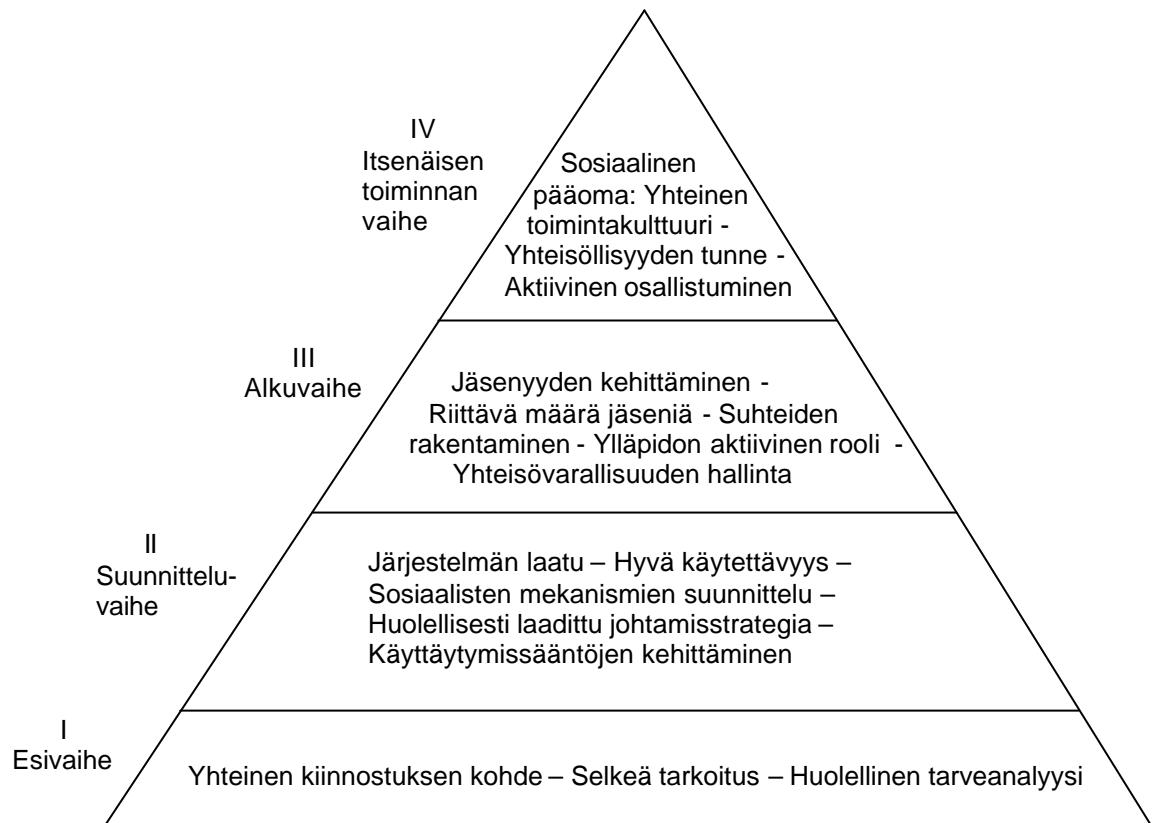 IV
Itsenäisen
toiminnan
vaihe
Sosiaalinen
pääoma: Yhteinen
toimintakulttuuri -
Yhteisöllisyyden tunne -
Aktiivinen osallistuminen
III
Alkuvaihe
Jäsenyyden kehittäminen -
Riittävä määrä jäseniä - Suhteiden
rakentaminen - Ylläpidon aktiivinen rooli -
Yhteisövarallisuuden hallinta
II
Suunnittelu-
vaihe
Järjestelmän laatu – Hyvä käytettävyys –
Sosiaalisten mekanismien suunnittelu –
Huolellisesti laadittu johtamisstrategia –
Käyttäytymissääntöjen kehittäminen
I
Esivaihe
Yhteinen kiinnostuksen kohde – Selkeä tarkoitus – Huolellinen tarveanalyysi